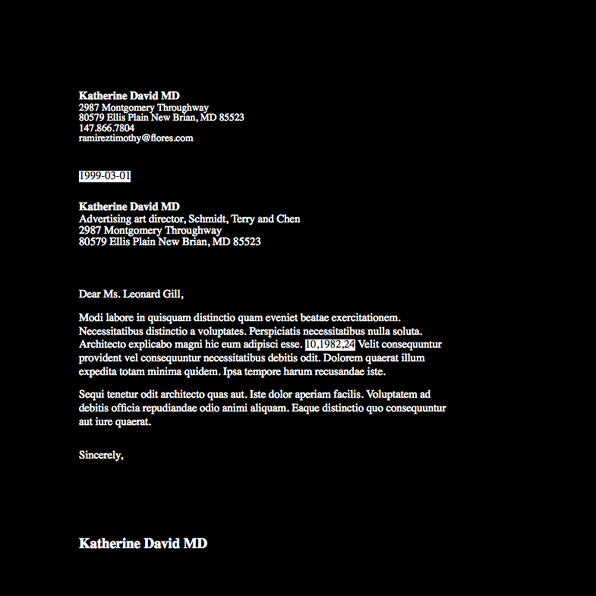 Katherine David MD
2987 Montgomery Throughway
80579 Ellis Plain New Brian, MD 85523
147.866.7804
ramireztimothy@flores.com
1999-03-01
Katherine David MD
Advertising art director, Schmidt, Terry and Chen
2987 Montgomery Throughway
80579 Ellis Plain New Brian, MD 85523
Dear Ms. Leonard Gill,
Modi labore in quisquam distinctio quam eveniet beatae exercitationem.
Necessitatibus distinctio a voluptates. Perspiciatis necessitatibus nulla soluta.
Architecto explicabo magni hic eum adipisci esse. 10,1982,24 Velit consequuntur
provident vel consequuntur necessitatibus debitis odit. Dolorem quaerat illum
expedita totam minima quidem. Ipsa tempore harum recusandae iste.
Sequi tenetur odit architecto quas aut. Iste dolor aperiam facilis. Voluptatem ad
debitis officia repudiandae odio animi aliquam. Eaque distinctio quo consequuntur
aut iure quaerat.
Sincerely,
Katherine David MD